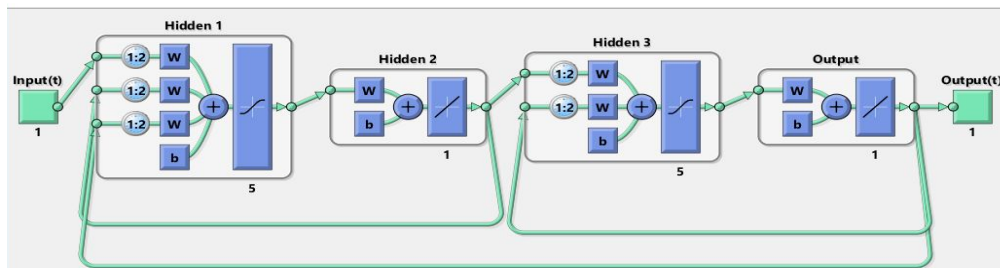 Hidden 1
Hidden 3
Hidden 2
Output
Input(t)
Output(t)
1:2 W
1:2 W
1:2 W
b
+
W
b
+
1:2 W
1:2 W
b
+
W
b
+
1
5
1
5
1
1